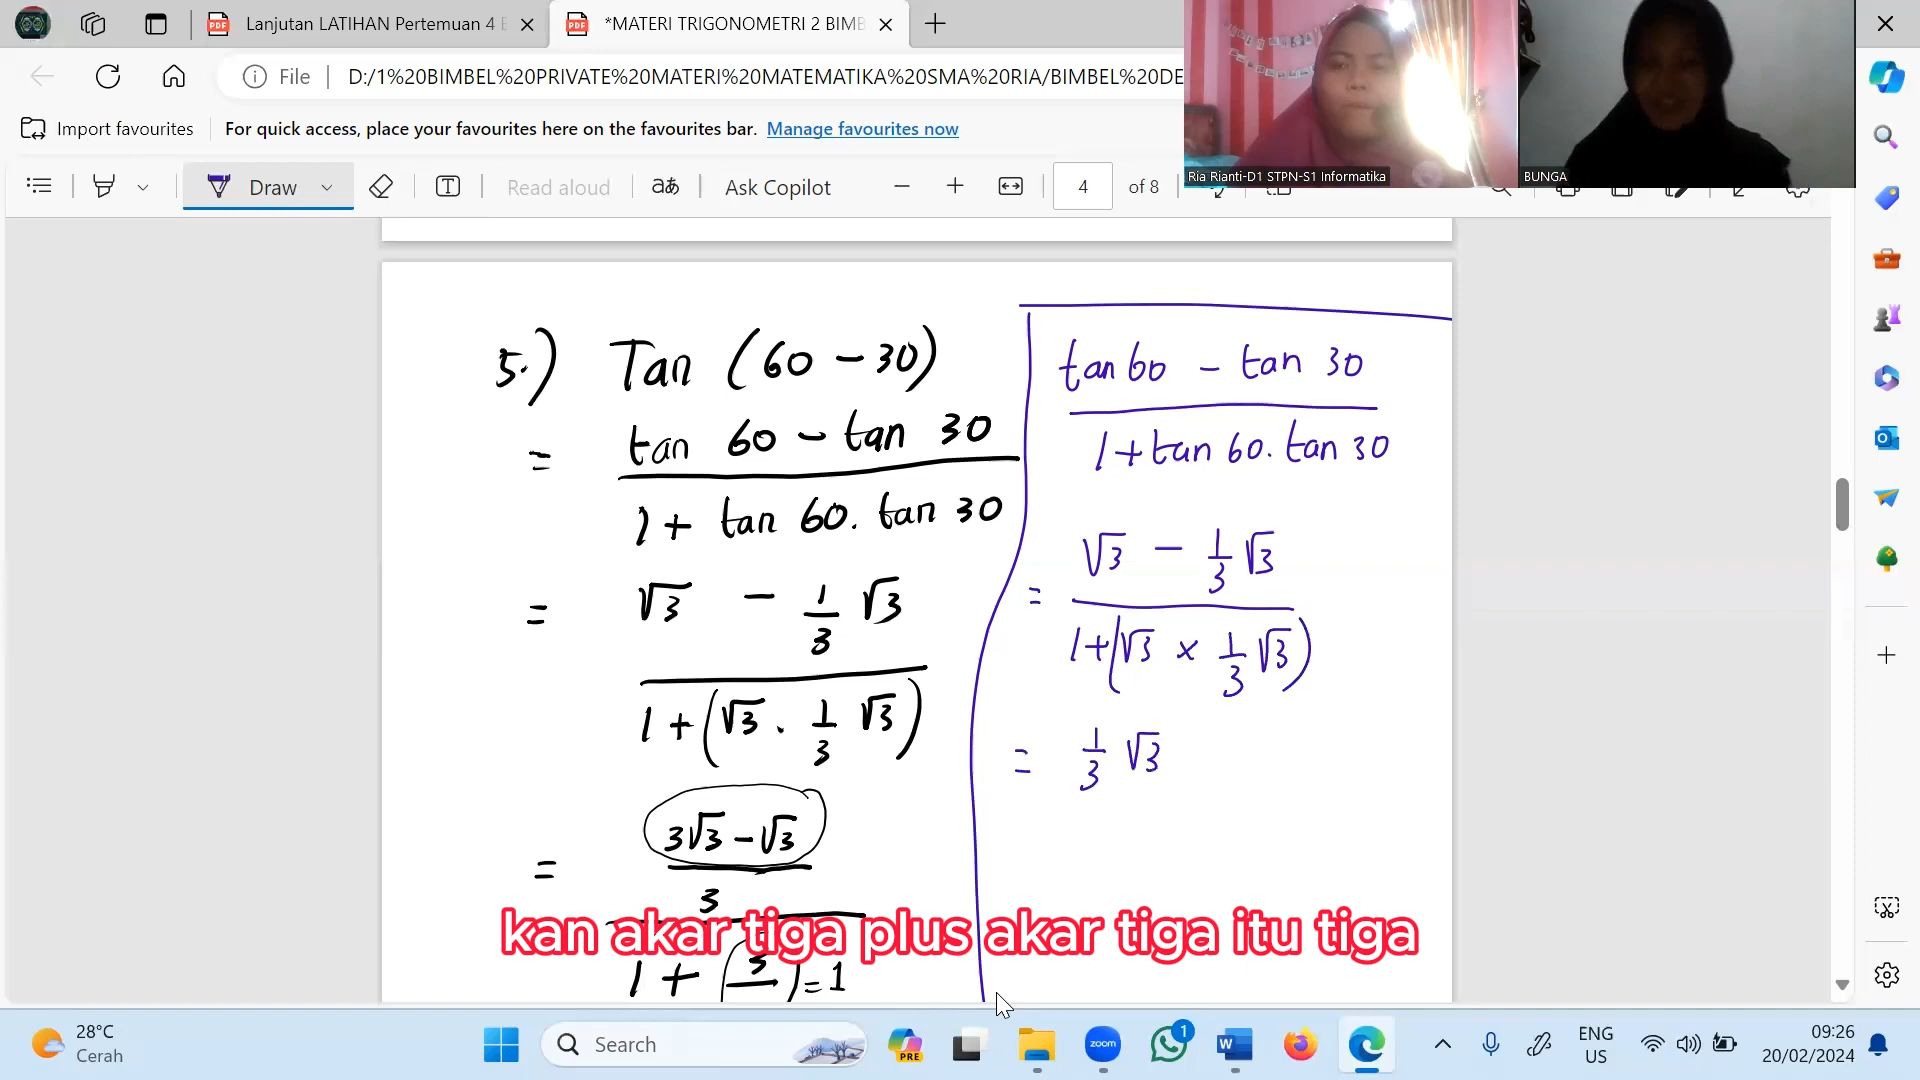 Lanjutan LATIHAN Pertemuan 4 B
*MATERI TRIGONOMETRI 2 BIMB
File
D:/1%20BIMBEL%20PRIVATE%20MATERI%20MATEMATIKA%20SMA%20RIA/BIMBEL%20DE
Import favourites
For quick access, place your favourites here on the favourites bar. Manage favourites now
Draw
Read aloud
aあ
Ask Copilot
4 of 8
Ria Rianti-D1 STPN-S1 Informatika
BUNGA
5.) Tan (60 - 30)
= tan 60 - tan 30
1 + tan 60. tan 30
= √3 - 1/3 √3
1 + (√3 . 1/3 √3)
= 3√3 - √3
3
1 + (3/ ) = 1
tan 60 - tan 30
1 + tan 60. tan 30
= √3 - 1/3 √3
1 + (√3 x 1/3 √3)
= 1/3 √3
kan akar tiga plus akar tiga itu tiga
28°C
Cerah
Search
PRE
zoom
1
ENG
US
09:26
20/02/2024